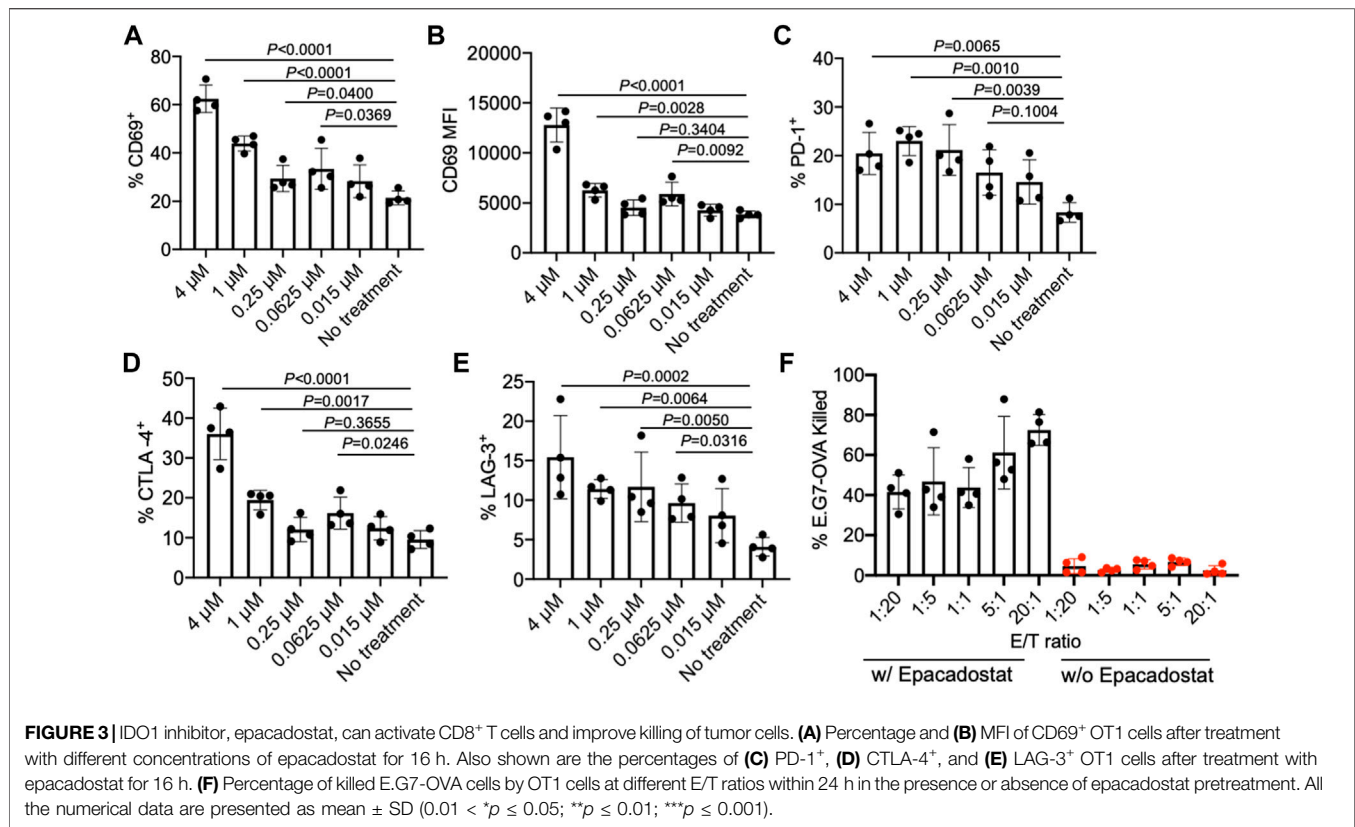 A
P<0.0001
P<0.0001
P=0.0400
P=0.0369
% CD69+
80
60
40
20
0
4 µM
1 µM
0.25 µM
0.0625 µM
0.015 µM
No treatment
B
P<0.0001
P=0.0028
P=0.3404
P=0.0092
CD69 MFI
20000
15000
10000
5000
0
4 µM
1 µM
0.25 µM
0.0625 µM
0.015 µM
No treatment
C
P=0.0065
P=0.0010
P=0.0039
P=0.1004
% PD-1+
40
30
20
10
0
4 µM
1 µM
0.25 µM
0.0625 µM
0.015 µM
No treatment
D
P<0.0001
P=0.0017
P=0.3655
P=0.0246
% CTLA -4+
50
40
30
20
10
0
4 µM
1 µM
0.25 µM
0.0625 µM
0.015 µM
No treatment
E
P=0.0002
P=0.0064
P=0.0050
P=0.0316
% LAG-3+
25
20
15
10
5
0
4 µM
1 µM
0.25 µM
0.0625 µM
0.015 µM
No treatment
F
% E.G7-OVA Killed
100
80
60
40
20
0
1:20
1:5
1:1
5:1
20:1
1:20
1:5
1:1
5:1
20:1
E/T ratio
w/ Epacadostat
w/o Epacadostat
FIGURE 3 | IDO1 inhibitor, epacadostat, can activate CD8+ T cells and improve killing of tumor cells. (A) Percentage and (B) MFI of CD69+ OT1 cells after treatment
with different concentrations of epacadostat for 16 h. Also shown are the percentages of (C) PD-1+, (D) CTLA-4+, and (E) LAG-3+ OT1 cells after treatment with
epacadostat for 16 h. (F) Percentage of killed E.G7-OVA cells by OT1 cells at different E/T ratios within 24 h in the presence or absence of epacadostat pretreatment. All
the numerical data are presented as mean ± SD (0.01 < *p ≤ 0.05; **p ≤ 0.01; ***p ≤ 0.001).